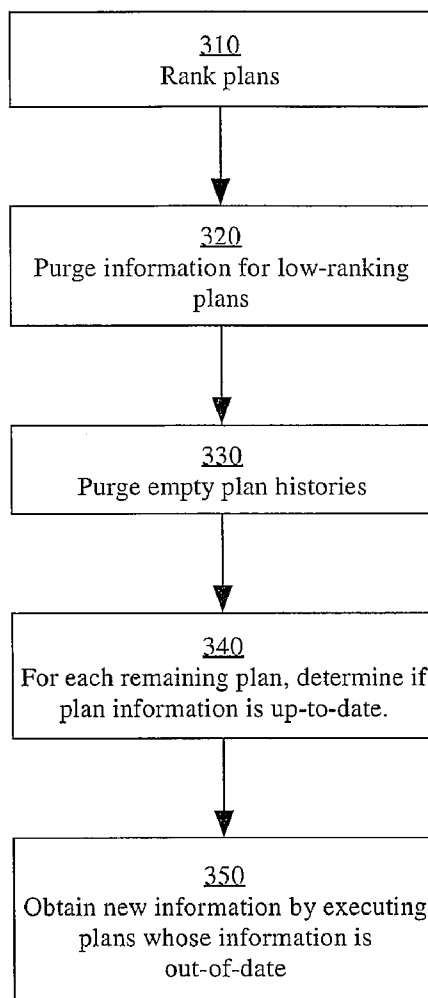 310
Rank plans
320
Purge information for low-ranking
plans
330
Purge empty plan histories
340
For each remaining plan, determine if
plan information is up-to-date.
350
Obtain new information by executing
plans whose information is
out-of-date